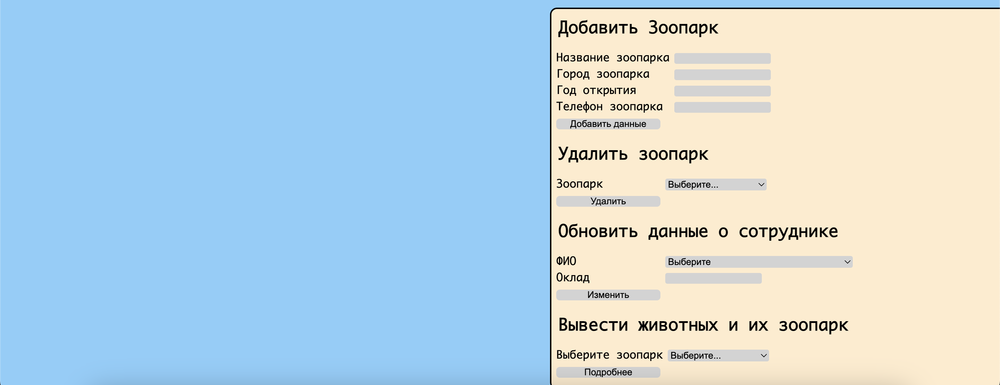 Добавить Зоопарк
Название зоопарка
Город зоопарка
Год открытия
Телефон зоопарка
Добавить данные
Удалить зоопарк
Зоопарк Выберите...
Удалить
Обновить данные о сотруднике
ФИО Выберите
Оклад
Изменить
Вывести животных и их зоопарк
Выберите зоопарк Выберите...
Подробнее